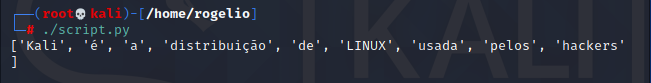 (root💀kali)-[/home/rogelio]
# ./script.py
['Kali', 'é', 'a', 'distribuição', 'de', 'LINUX', 'usada', 'pelos', 'hackers'
]